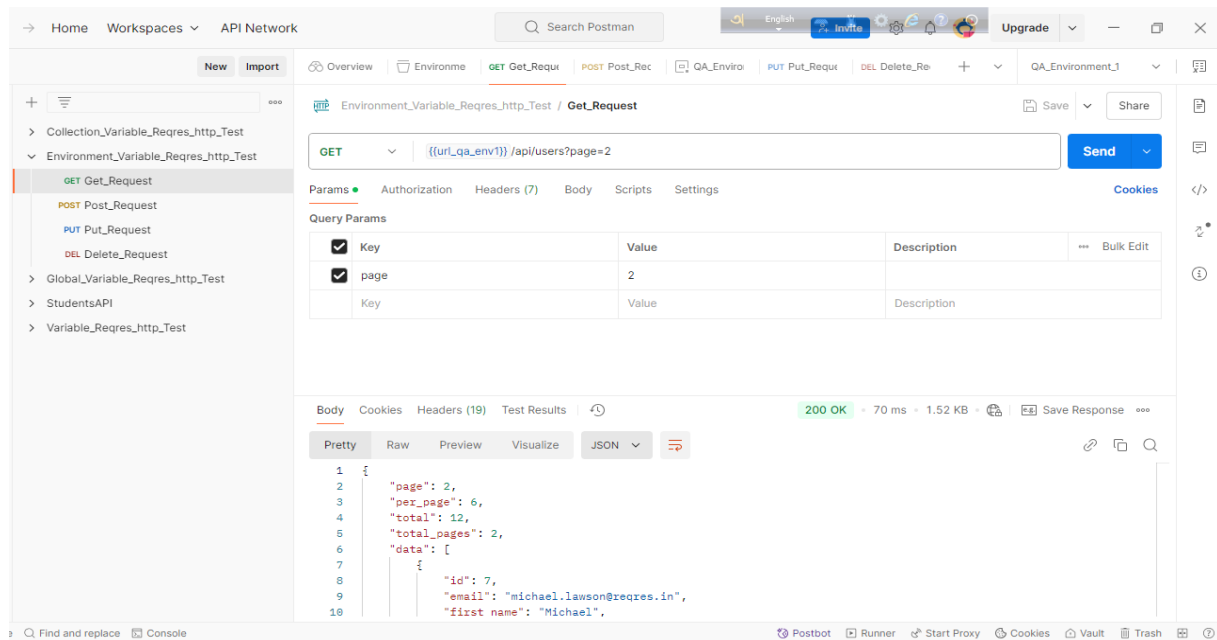 Home Workspaces API Network Search Postman অ English Invite Upgrade
New Import Overview Environme GET Get_Reque POST Post_Rec QA_Enviro PUT Put_Reque DEL Delete_Re QA_Environment_1
Environment_Variable_Reqres_http_Test / Get_Request Save Share
Collection_Variable_Reqres_http_Test
Environment_Variable_Reqres_http_Test
GET Get_Request
POST Post_Request
PUT Put_Request
DEL Delete_Request
Global_Variable_Reqres_http_Test
StudentsAPI
Variable_Reqres_http_Test
GET {{url_qa_env1}} /api/users?page=2 Send
Params Authorization Headers (7) Body Scripts Settings Cookies
Query Params
Key Value Description Bulk Edit
page 2
Key Value Description
Body Cookies Headers (19) Test Results 200 OK 70 ms 1.52 KB e.g. Save Response
Pretty Raw Preview Visualize JSON
1 {
2 "page": 2,
3 "per_page": 6,
4 "total": 12,
5 "total_pages": 2,
6 "data": [
7 {
8 "id": 7,
9 "email": "michael.lawson@reqres.in",
10 "first_name": "Michael",
Find and replace Console Postbot Runner Start Proxy Cookies Vault Trash